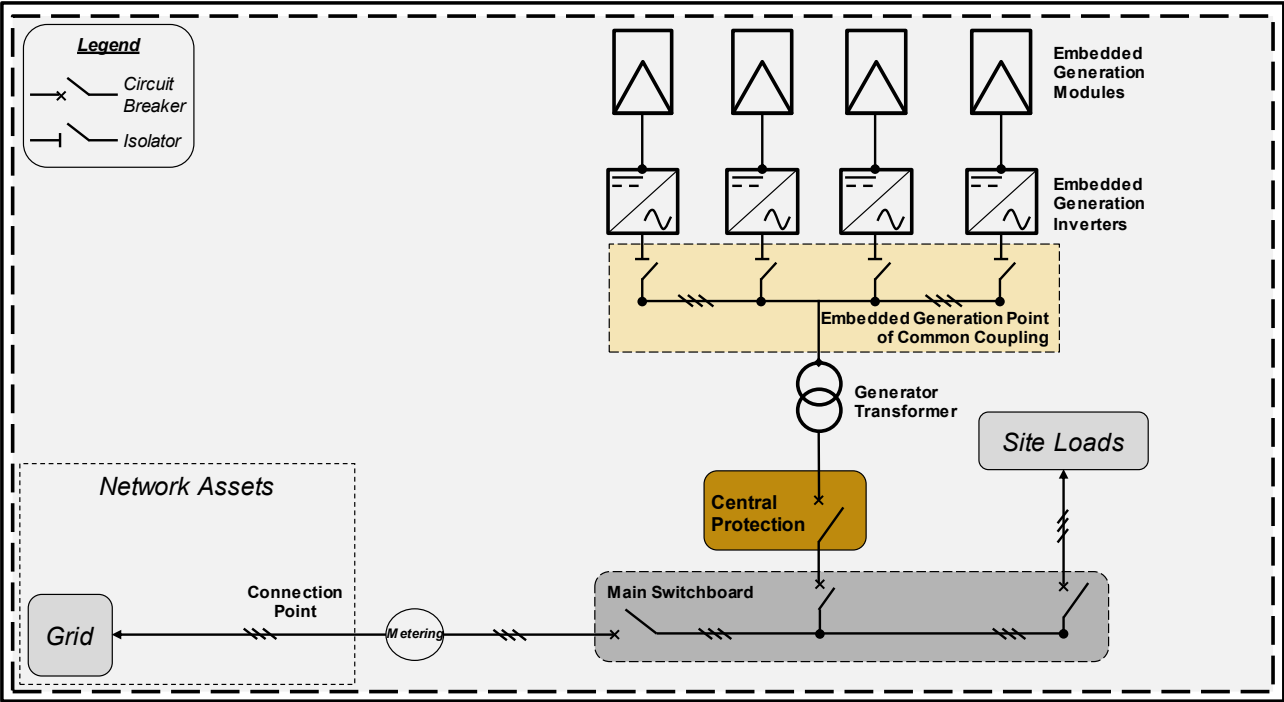 Legend
Circuit
Breaker
Isolator
Embedded
Generation
Modules
Embedded
Generation
Inverters
Embedded Generation Point
of Common Coupling
Generator
Transformer
Site Loads
Central
Protection
Network Assets
Connection
Point
Grid
Metering
Main Switchboard